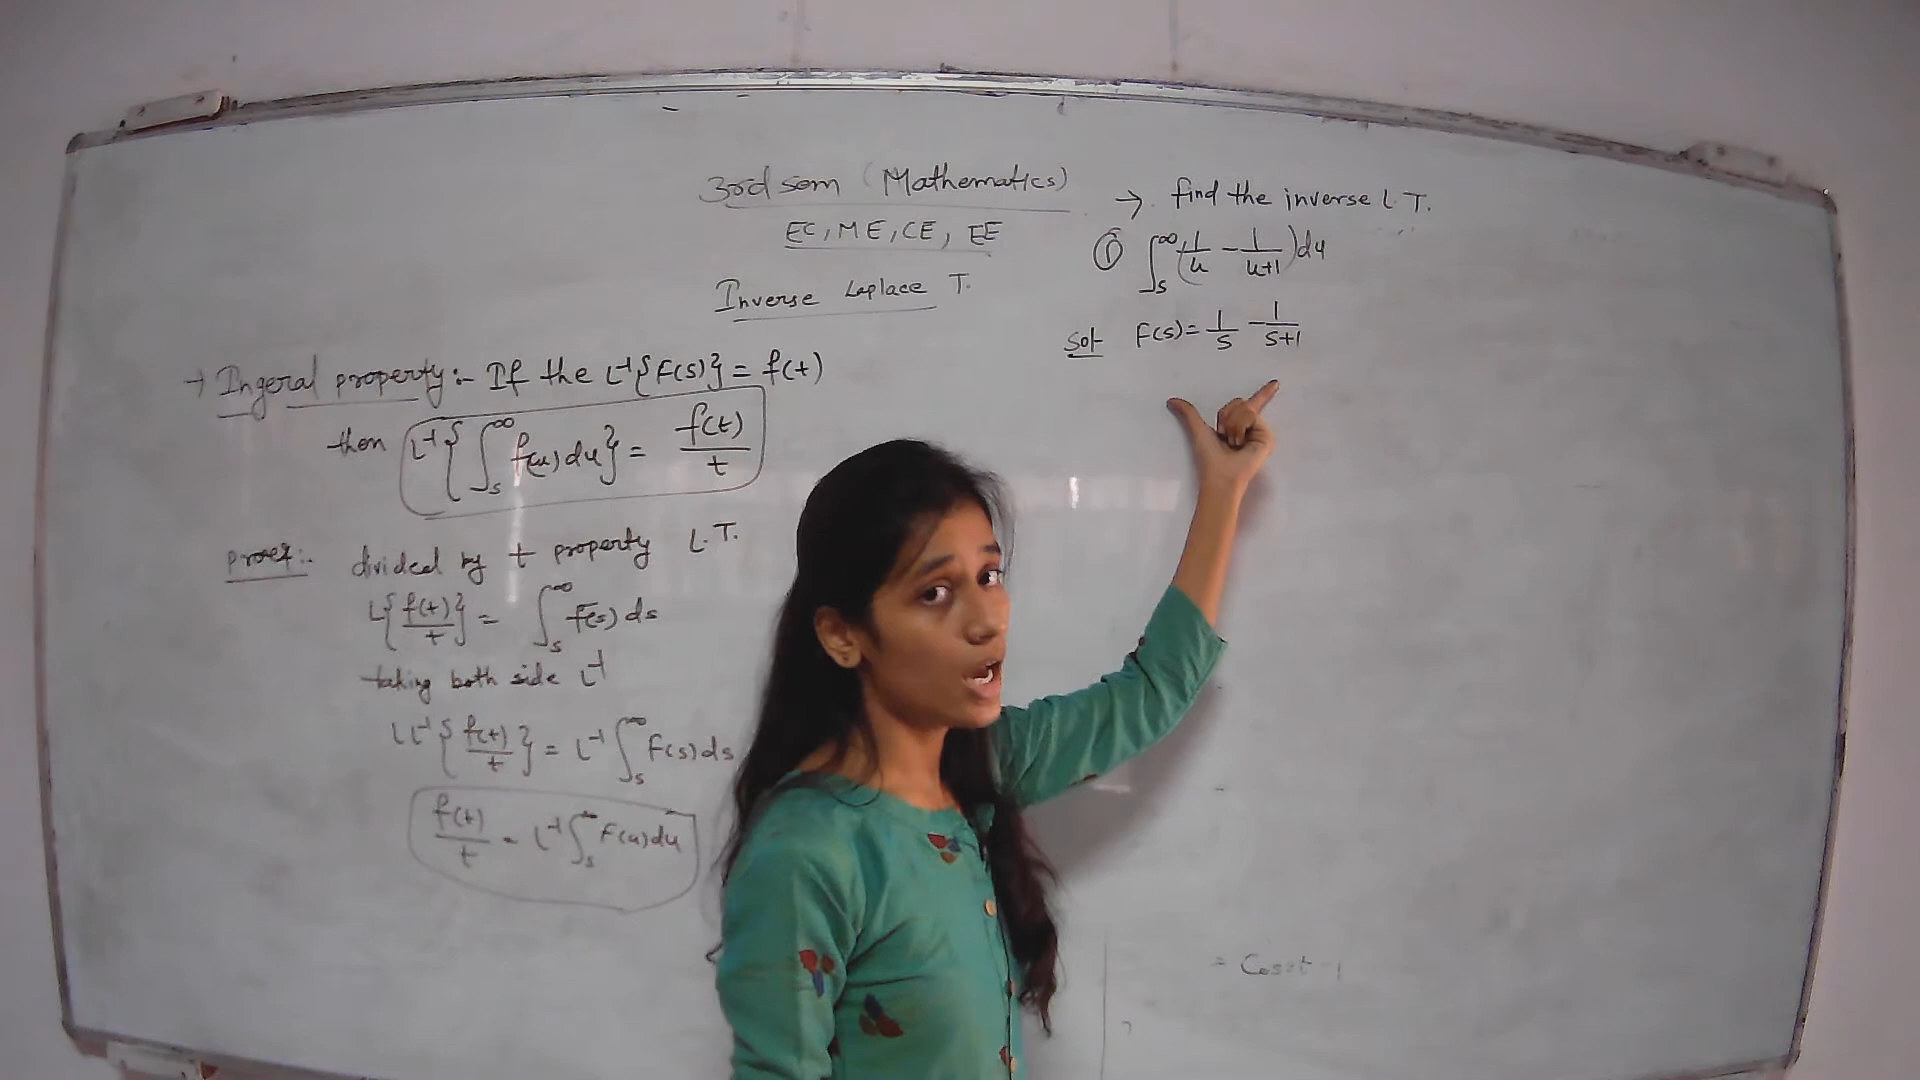 3rd sem (Mathematics)
EC, ME, CE, EE
Inverse Laplace T.
→ Ingeral property:- If the L⁻¹{F(s)} = f(t)
then L⁻¹{∫ₛ^∞ f(u) du} = f(t)/t
proof:- divided by t property L.T.
L{f(t)/t} = ∫ₛ^∞ F(s) ds
taking both side L⁻¹
LL⁻¹{f(t)/t} = L⁻¹ ∫ₛ^∞ F(s) ds
f(t)/t = L⁻¹ ∫ₛ^∞ F(u) du
→ find the inverse L.T.
① ∫ₛ^∞ (1/u - 1/(u+1)) du
Sol- F(s) = 1/s - 1/(s+1)